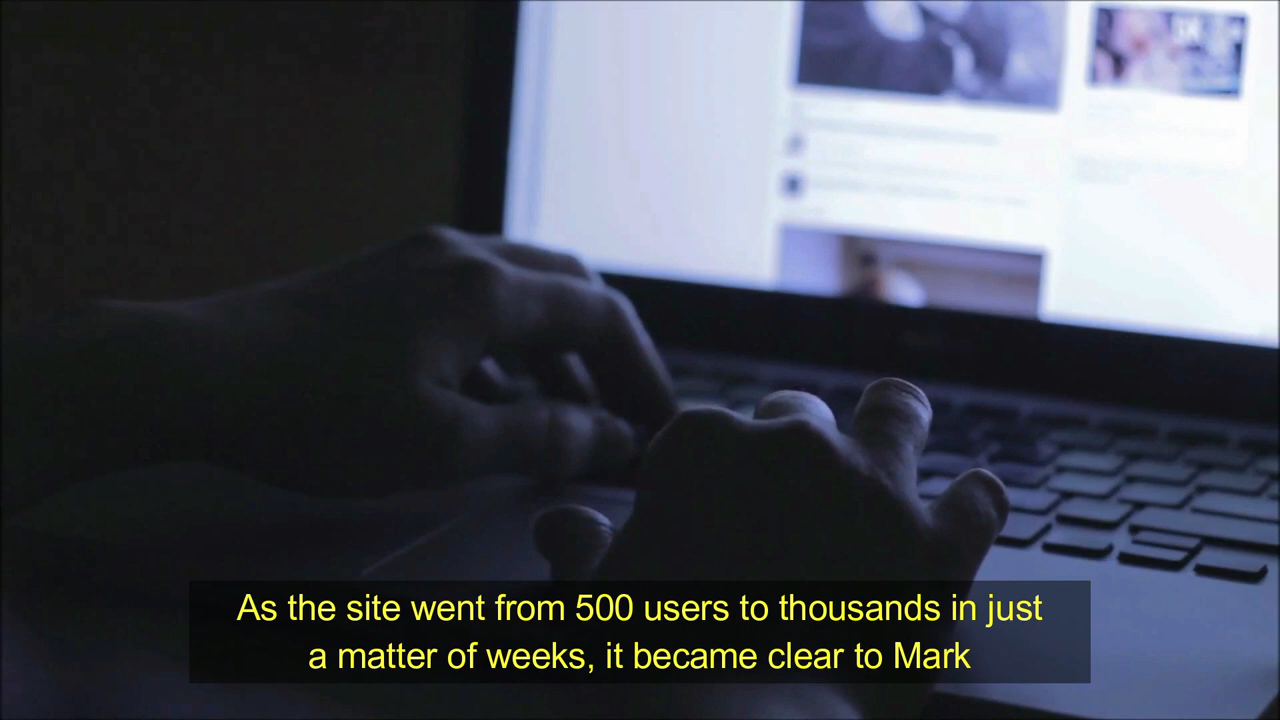 As the site went from 500 users to thousands in just
a matter of weeks, it became clear to Mark